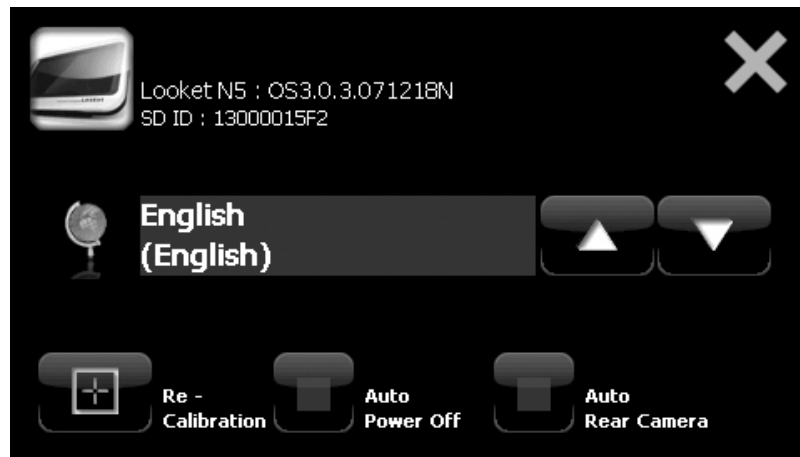 Looket N5 : OS3.0.3.071218N
SD ID : 13000015F2
English
(English)
Re -
Calibration
Auto
Power Off
Auto
Rear Camera